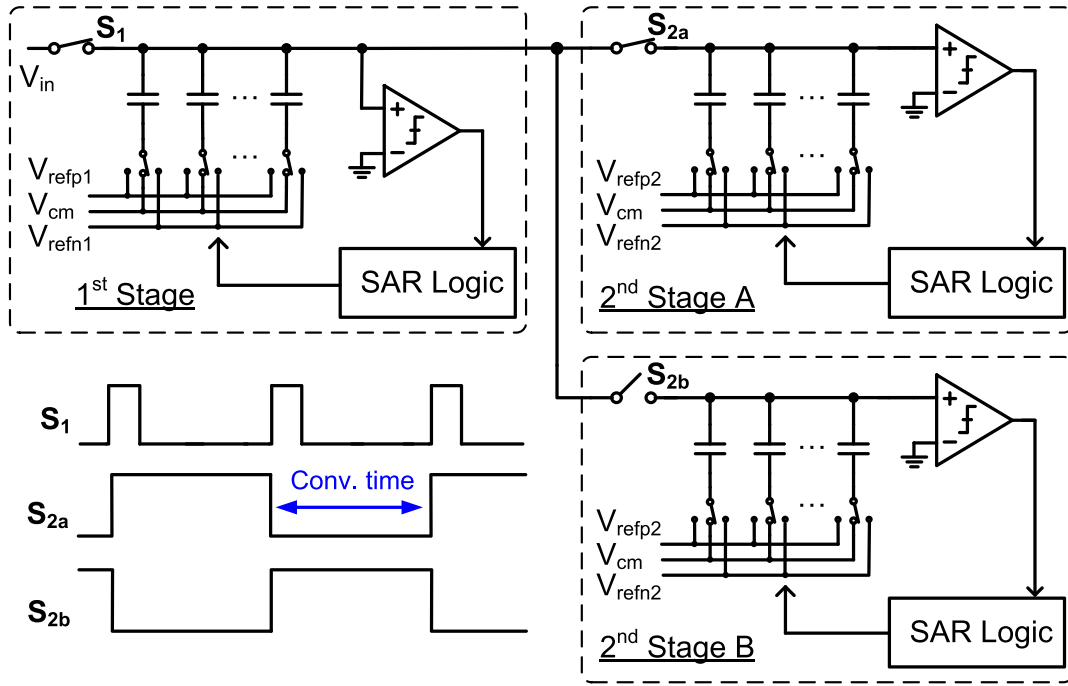 S1
Vin
Vrefp1
Vcm
Vrefn1
+
−
...
...
SAR Logic
1st Stage
S2a
Vrefp2
Vcm
Vrefn2
+
−
...
...
SAR Logic
2nd Stage A
S2b
Vrefp2
Vcm
Vrefn2
+
−
...
...
SAR Logic
2nd Stage B
S1
S2a
Conv. time
S2b